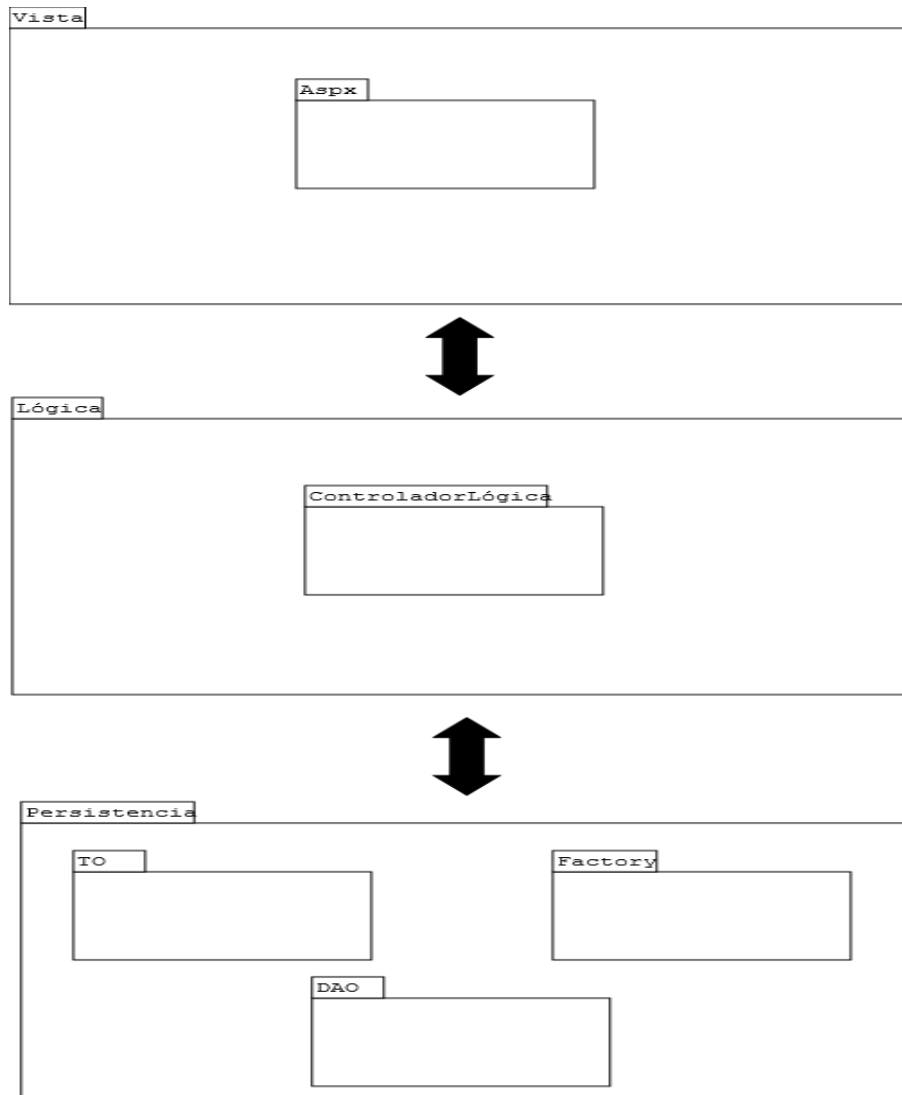 Vista
Aspx
Lógica
ControladorLógica
Persistencia
TO
Factory
DAO